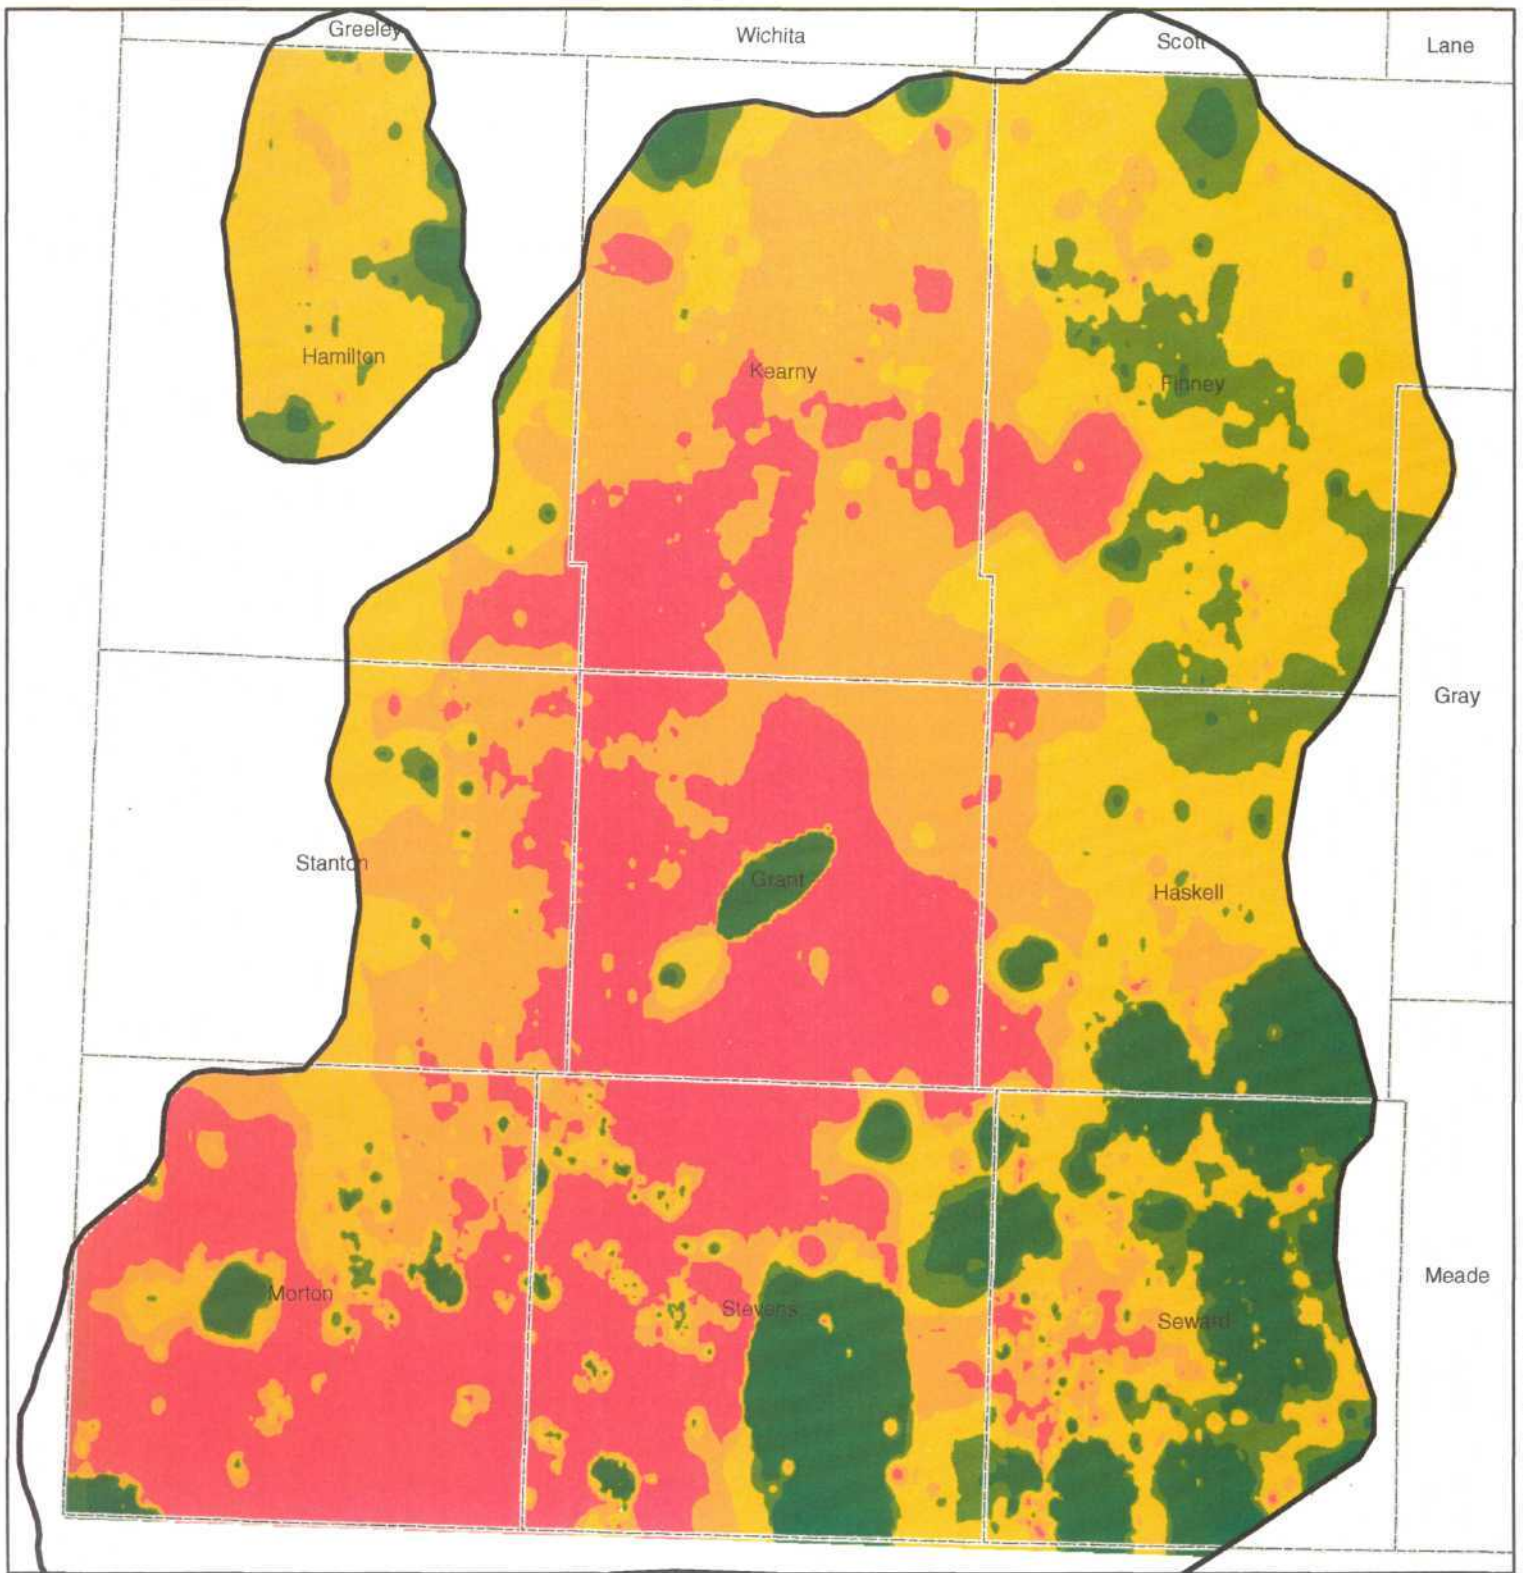 Greeley
Wichita
Scott
Lane
Hamilton
Kearny
Finney
Gray
Stanton
Grant
Haskell
Morton
Stevens
Seward
Meade